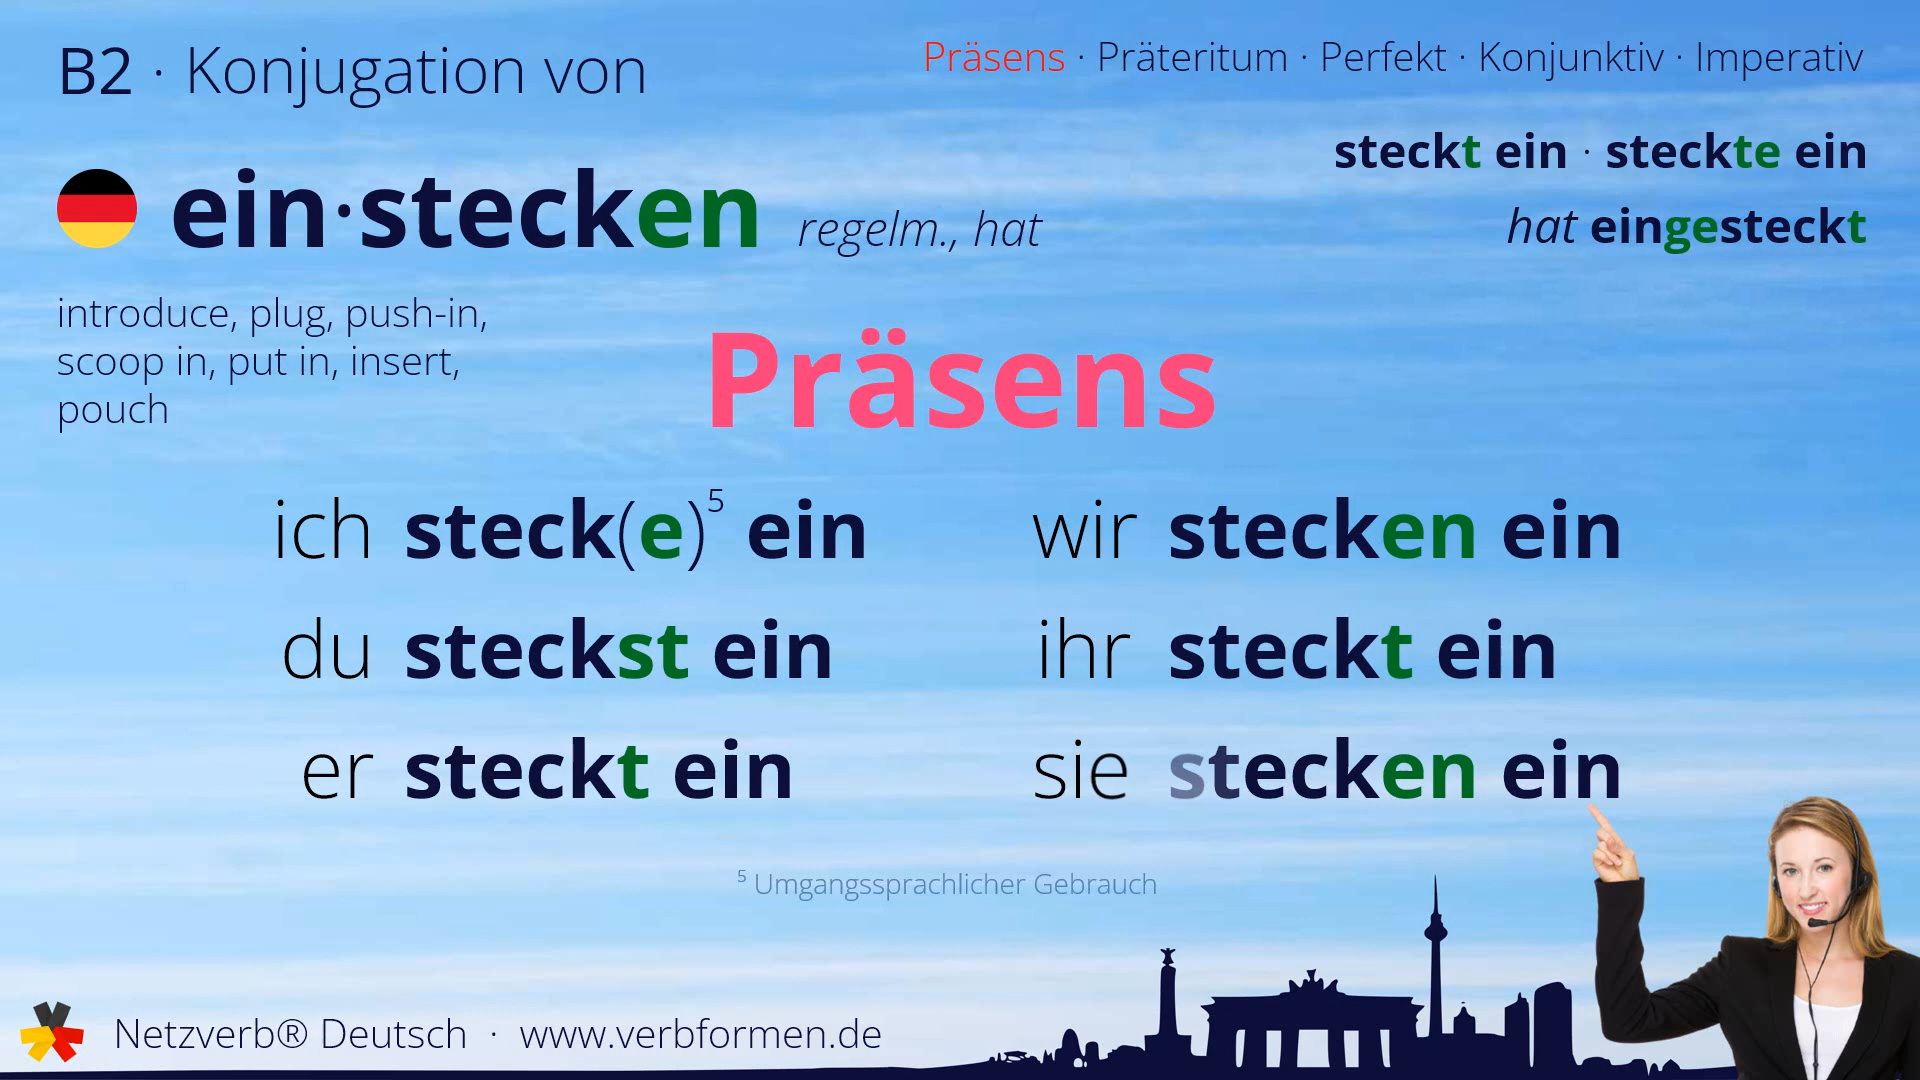 B2 · Konjugation von
Präsens · Präteritum · Perfekt · Konjunktiv · Imperativ
ein·stecken regelm., hat
steckt ein · steckte ein
hat eingesteckt
introduce, plug, push-in,
scoop in, put in, insert,
pouch
Präsens
ich steck(e)⁵ ein
du steckst ein
er steckt ein
wir stecken ein
ihr steckt ein
sie stecken ein
⁵ Umgangssprachlicher Gebrauch
Netzverb® Deutsch · www.verbformen.de